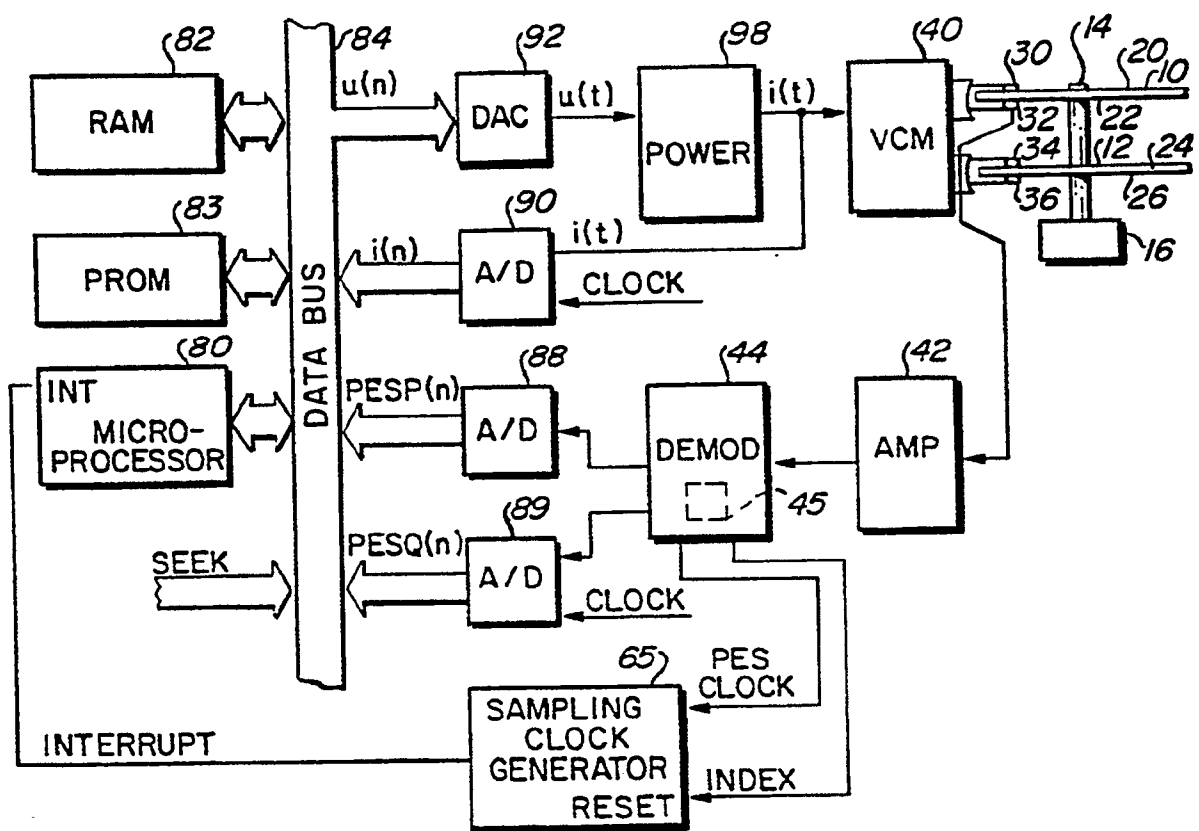 82
84
92
98
40
14
20
10
30
u(n)
RAM
DAC
u(t)
POWER
i(t)
VCM
32
22
34
12
24
36
26
16
83
90
i(t)
PROM
i(n)
A/D
CLOCK
DATA BUS
80
88
44
42
INT
MICRO-
PROCESSOR
PESP(n)
A/D
DEMOD
AMP
45
89
SEEK
PESQ(n)
A/D
CLOCK
65
PES
CLOCK
SAMPLING
CLOCK
GENERATOR
RESET
INTERRUPT
INDEX